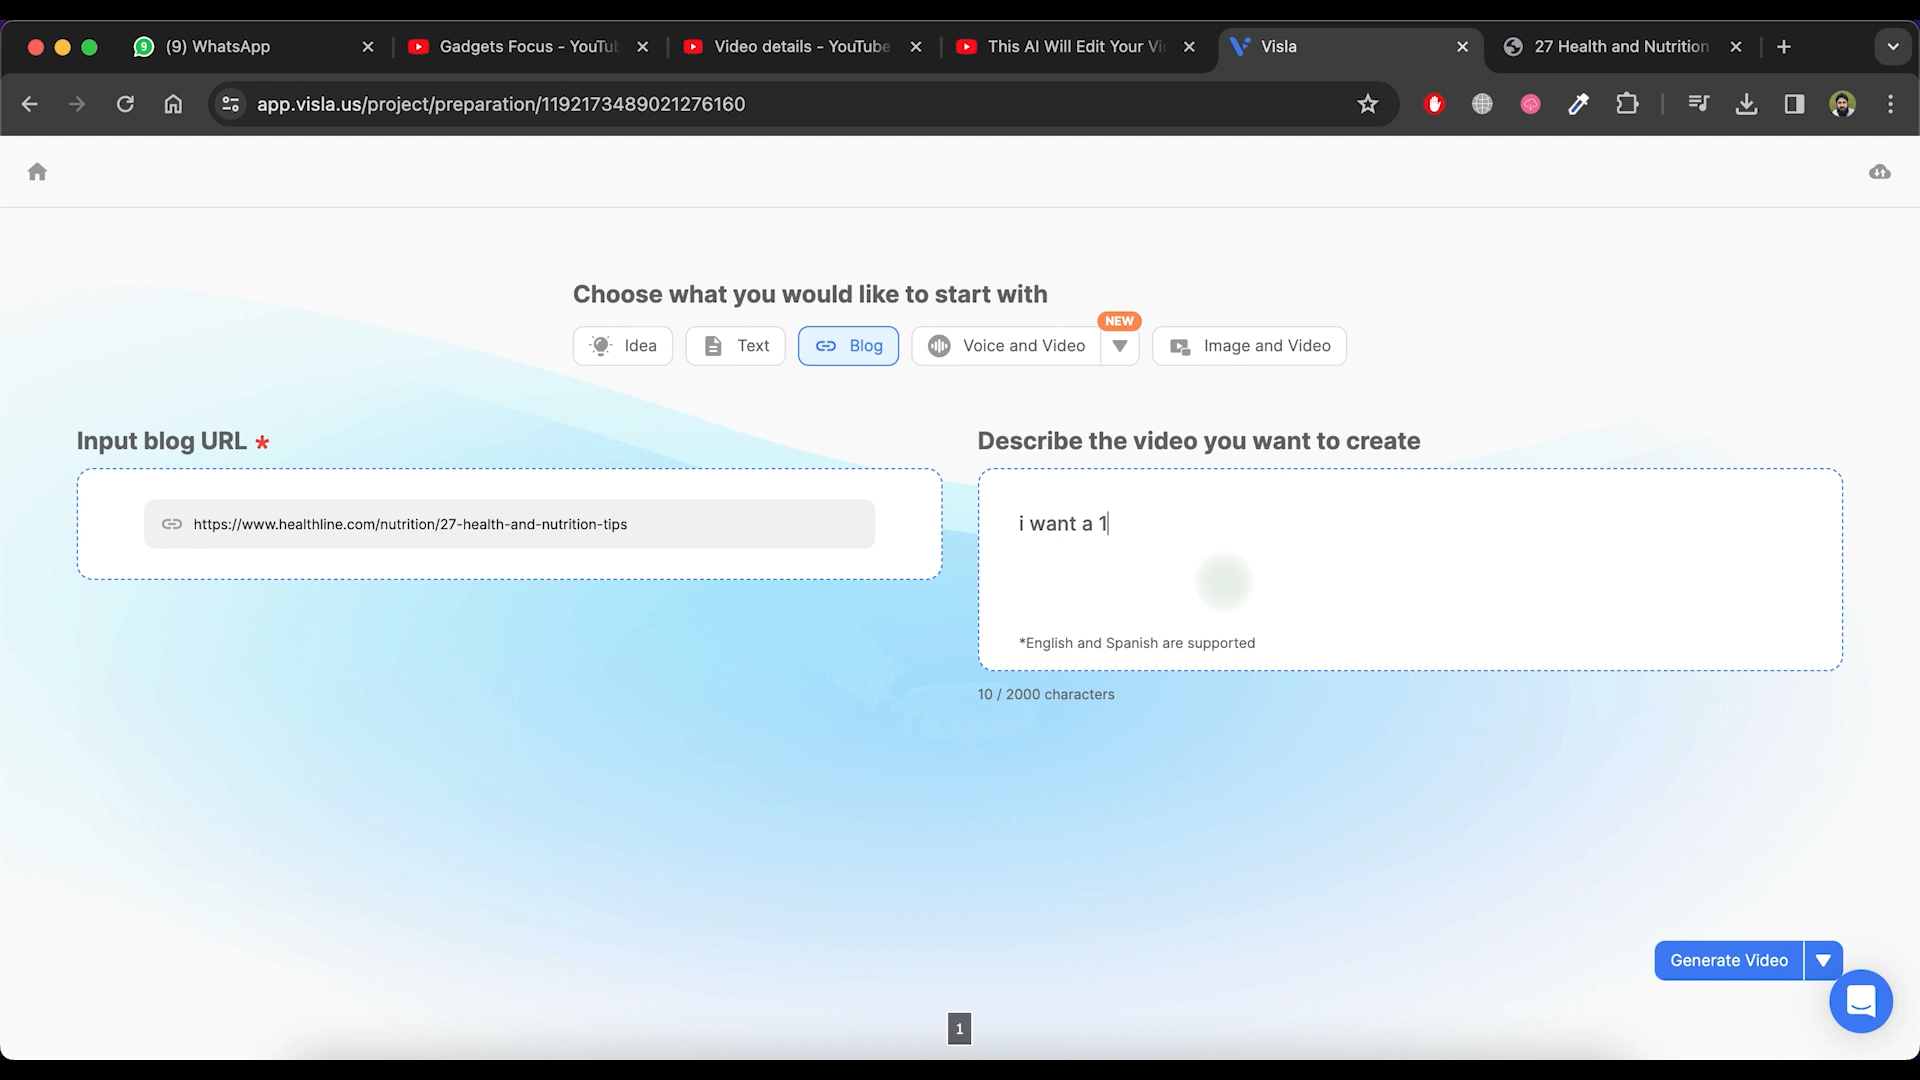 9
(9) WhatsApp
Gadgets Focus - YouTub
Video details - YouTube
This AI Will Edit Your Vi
Visla
27 Health and Nutrition
app.visla.us/project/preparation/1192173489021276160
Choose what you would like to start with
NEW
Idea
Text
Blog
Voice and Video
Image and Video
Input blog URL *
https://www.healthline.com/nutrition/27-health-and-nutrition-tips
Describe the video you want to create
i want a 1
*English and Spanish are supported
10 / 2000 characters
Generate Video
1